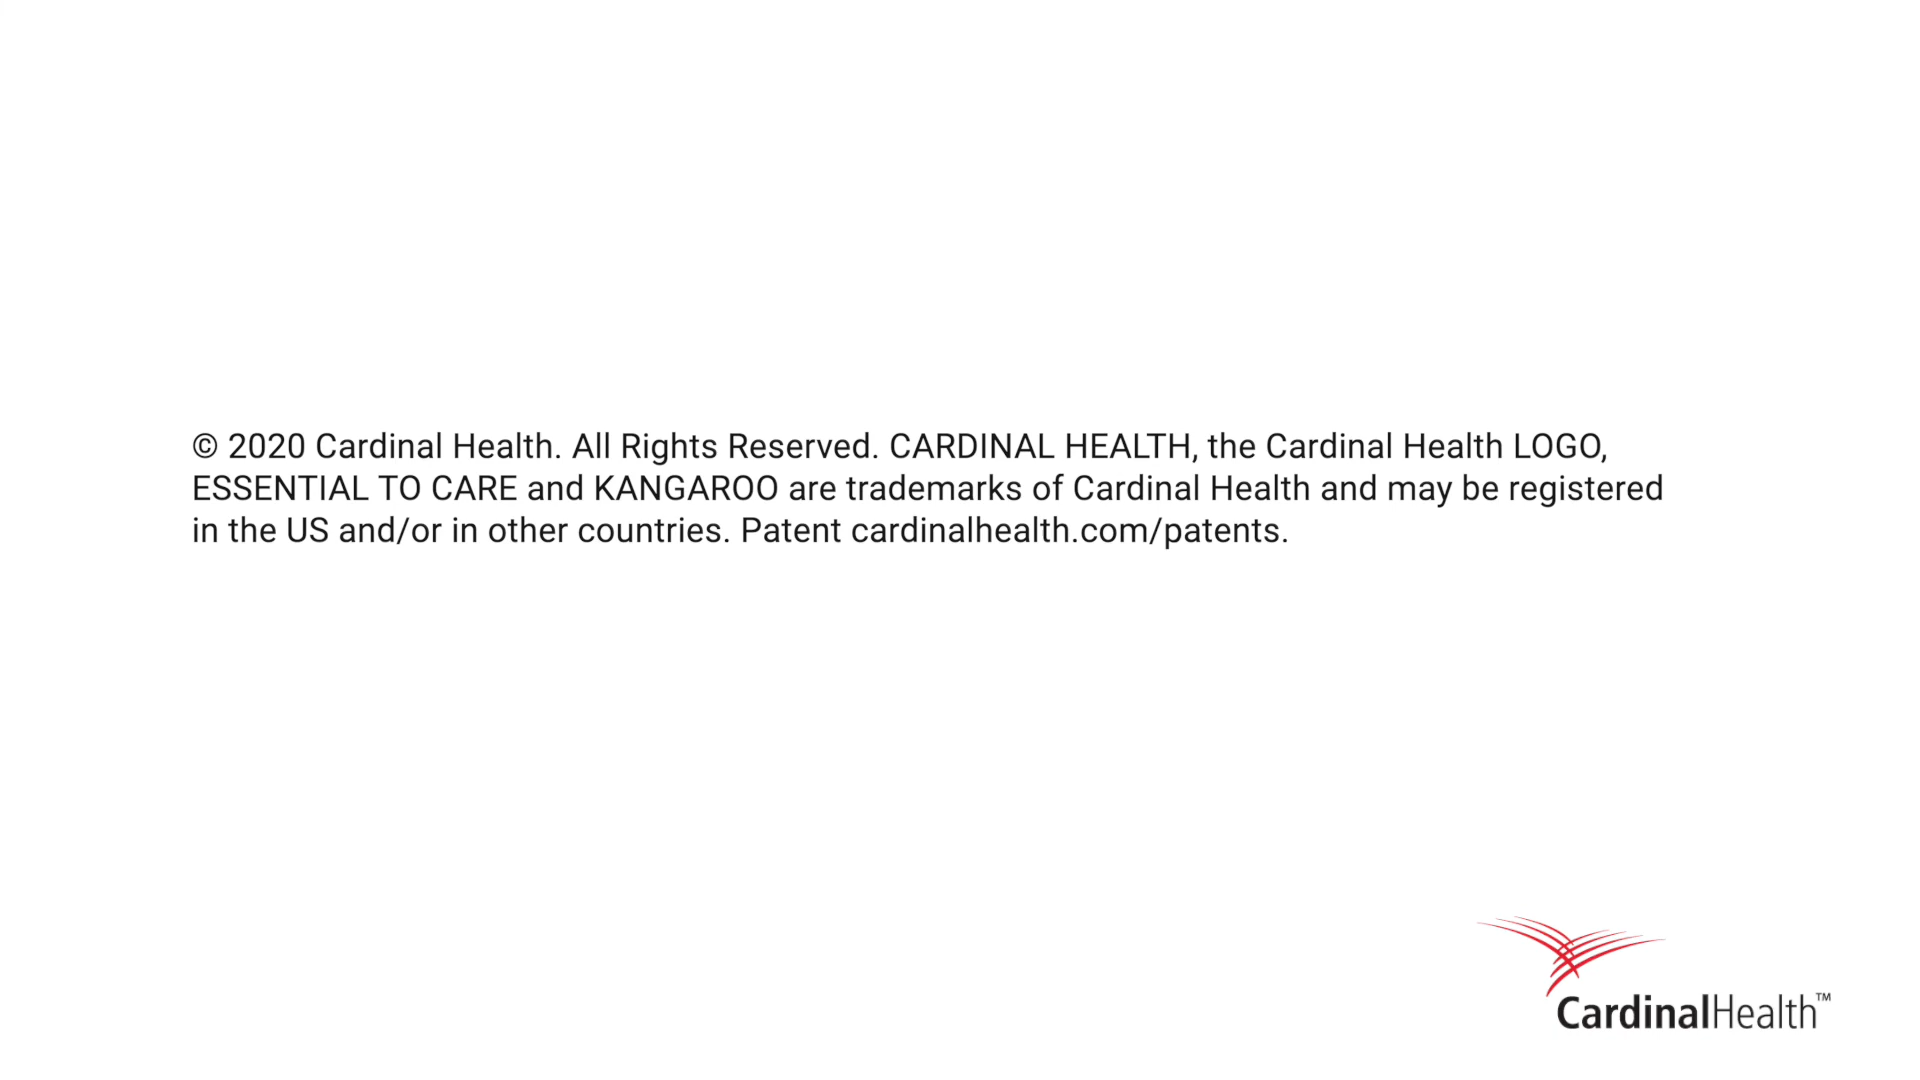 © 2020 Cardinal Health. All Rights Reserved. CARDINAL HEALTH, the Cardinal Health LOGO,
ESSENTIAL TO CARE and KANGAROO are trademarks of Cardinal Health and may be registered
in the US and/or in other countries. Patent cardinalhealth.com/patents.
CardinalHealth™